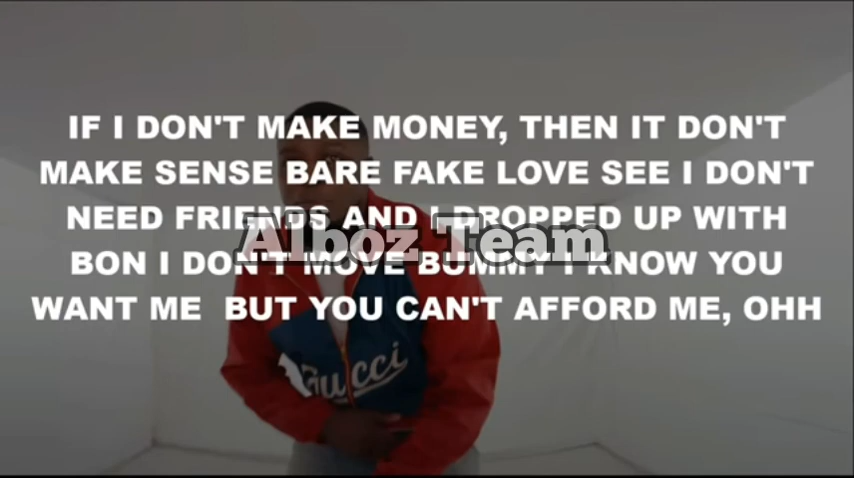 IF I DON'T MAKE MONEY, THEN IT DON'T
MAKE SENSE BARE FAKE LOVE SEE I DON'T
NEED FRIENDS AND I DROPPED UP WITH
Alboz Team
BON I DON'T MOVE BUMMY I KNOW YOU
WANT ME  BUT YOU CAN'T AFFORD ME, OHH
Gucci